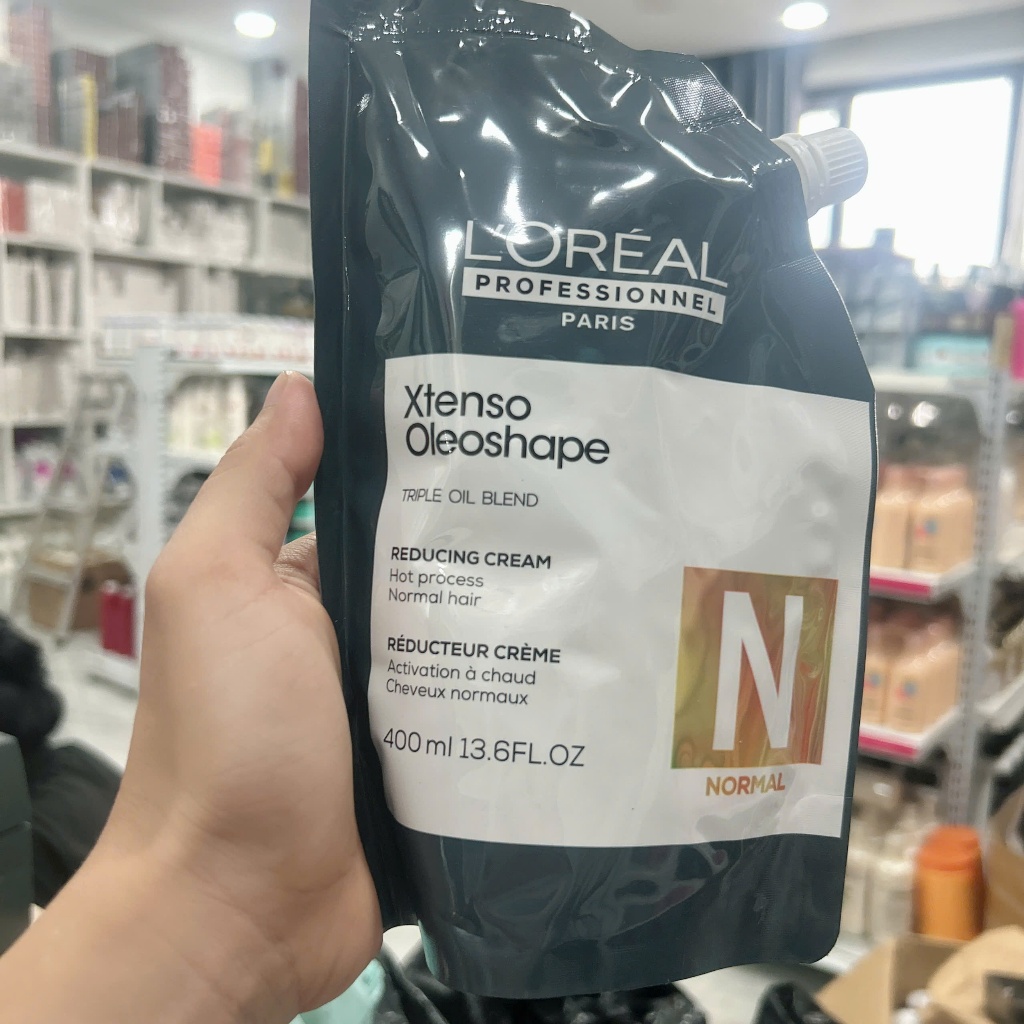 L'ORÉAL
PROFESSIONNEL
PARIS
Xtenso
Oleoshape
TRIPLE OIL BLEND
REDUCING CREAM
Hot process
Normal hair
RÉDUCTEUR CRÈME
Activation à chaud
Cheveux normaux
400 ml 13.6FL.OZ
N
NORMAL